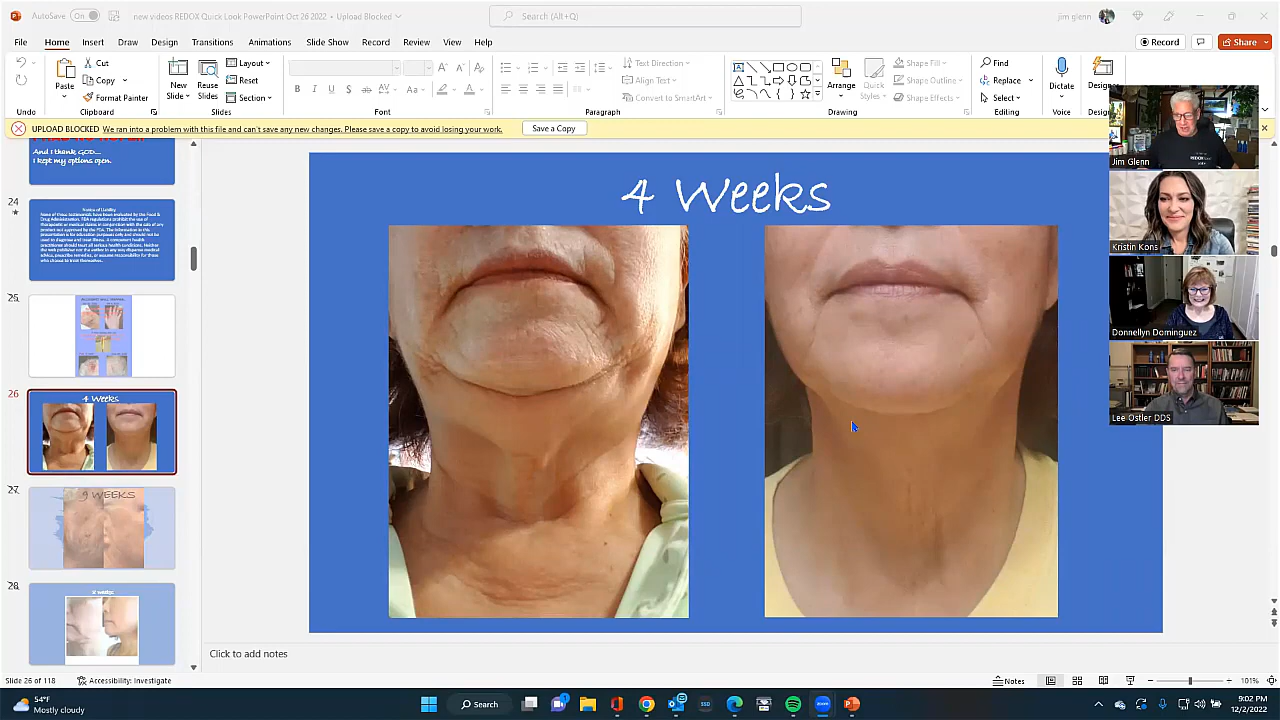 AutoSave On
new videos REDOX Quick Look PowerPoint Oct 26 2022 • Upload Blocked
Search (Alt+Q)
jim glenn
File Home Insert Draw Design Transitions Animations Slide Show Record Review View Help
Record
Share
Undo
Paste
Cut
Copy
Format Painter
Clipboard
New Slide
Reuse Slides
Layout
Reset
Section
Slides
Font
Text Direction
Align Text
Convert to SmartArt
Paragraph
Arrange
Quick Styles
Shape Fill
Shape Outline
Shape Effects
Drawing
Find
Replace
Select
Editing
Dictate
Voice
UPLOAD BLOCKED We ran into a problem with this file and can't save any new changes. Please save a copy to avoid losing your work.
Save a Copy
And I thank GOD...
I kept my options open.
24
Notice of Liability
25
26
4 Weeks
27
9 WEEKS
28
4 Weeks
Jim Glenn
Kristin Kons
Donnellyn Dominguez
Lee Ostler DDS
Click to add notes
Slide 26 of 118
Accessibility: Investigate
Notes
101%
54°F
Mostly cloudy
Search
9:02 PM
12/2/2022